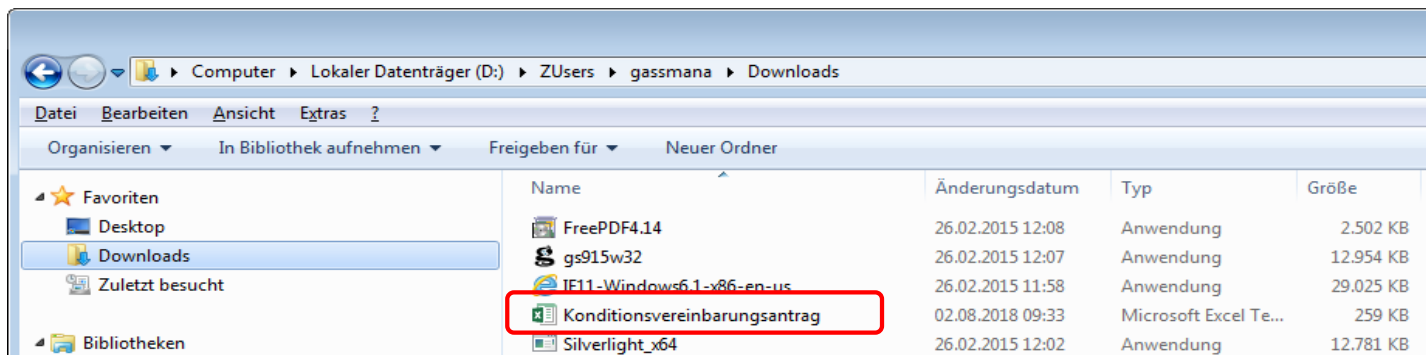 Computer Lokaler Datenträger (D:) ZUsers gassmana Downloads
Datei Bearbeiten Ansicht Extras ?
Organisieren In Bibliothek aufnehmen Freigeben für Neuer Ordner
Favoriten
Desktop
Downloads
Zuletzt besucht
Bibliotheken
Name Änderungsdatum Typ Größe
FreePDF4.14 26.02.2015 12:08 Anwendung 2.502 KB
gs915w32 26.02.2015 12:07 Anwendung 12.954 KB
IE11-Windows6.1-x86-en-us 26.02.2015 11:58 Anwendung 29.025 KB
Konditionsvereinbarungsantrag 02.08.2018 09:33 Microsoft Excel Te... 259 KB
Silverlight_x64 26.02.2015 12:02 Anwendung 12.781 KB